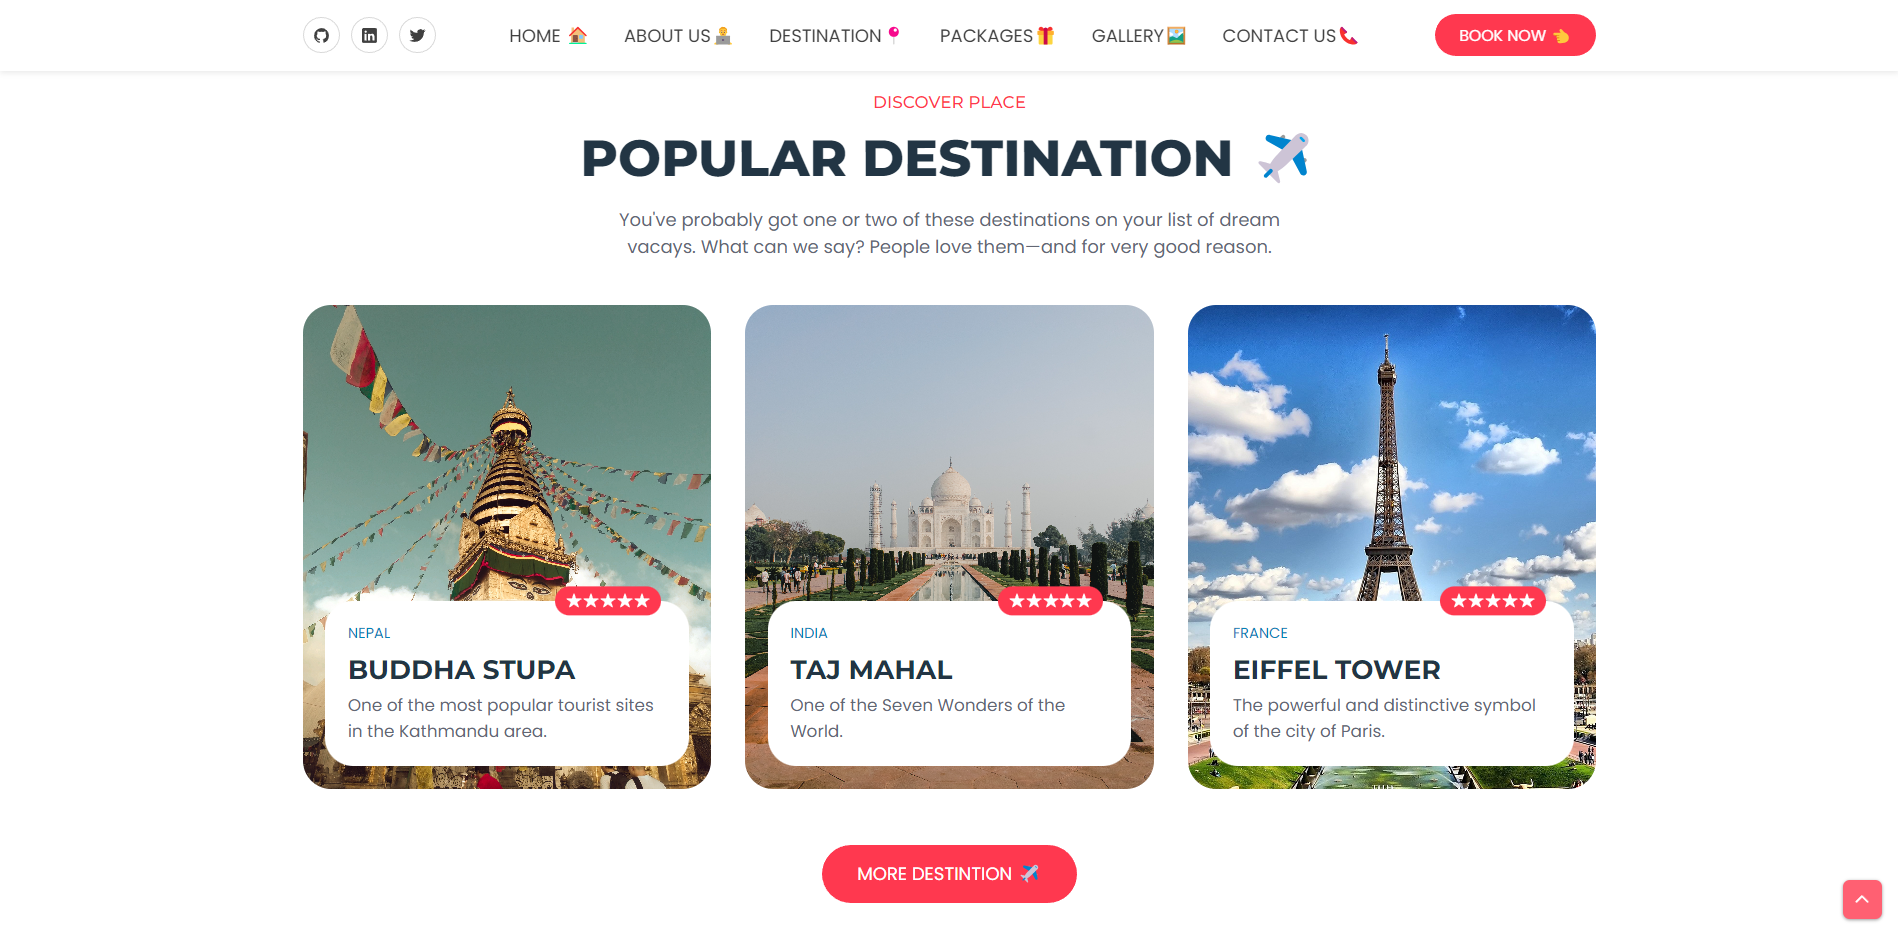 HOME 🏠 ABOUT US🧑‍💻 DESTINATION📍 PACKAGES🎁 GALLERY🖼️ CONTACT US📞 BOOK NOW 👈
DISCOVER PLACE
POPULAR DESTINATION ✈️
You've probably got one or two of these destinations on your list of dream
vacays. What can we say? People love them—and for very good reason.
★★★★★
NEPAL
BUDDHA STUPA
One of the most popular tourist sites
in the Kathmandu area.
★★★★★
INDIA
TAJ MAHAL
One of the Seven Wonders of the
World.
★★★★★
FRANCE
EIFFEL TOWER
The powerful and distinctive symbol
of the city of Paris.
MORE DESTINTION ✈️